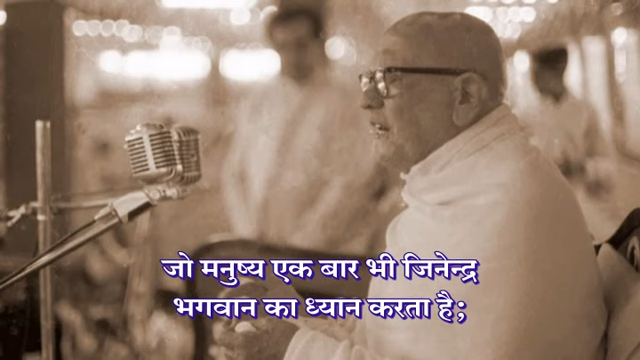 जो मनुष्य एक बार भी जिनेन्द्र
भगवान का ध्यान करता है;